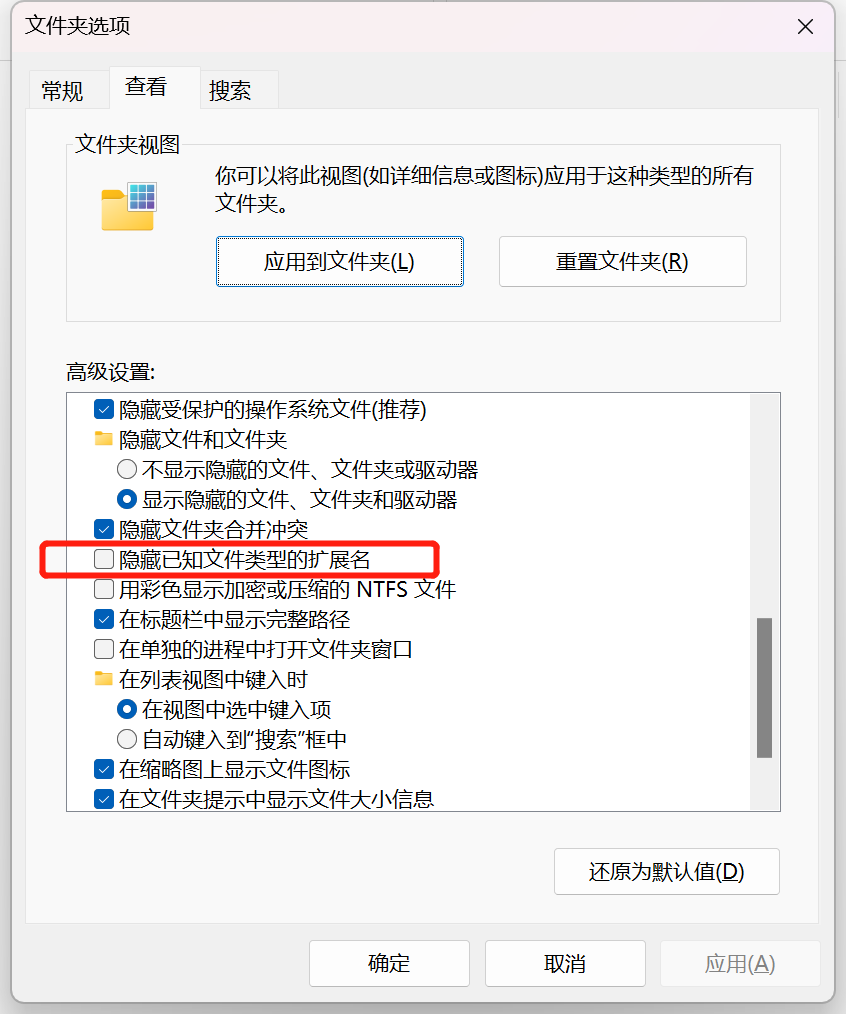 文件夹选项
常规
查看
搜索
文件夹视图
你可以将此视图(如详细信息或图标)应用于这种类型的所有
文件夹。
应用到文件夹(L)
重置文件夹(R)
高级设置:
隐藏受保护的操作系统文件(推荐)
隐藏文件和文件夹
不显示隐藏的文件、文件夹或驱动器
显示隐藏的文件、文件夹和驱动器
隐藏文件夹合并冲突
隐藏已知文件类型的扩展名
用彩色显示加密或压缩的 NTFS 文件
在标题栏中显示完整路径
在单独的进程中打开文件夹窗口
在列表视图中键入时
在视图中选中键入项
自动键入到“搜索”框中
在缩略图上显示文件图标
在文件夹提示中显示文件大小信息
还原为默认值(D)
确定
取消
应用(A)